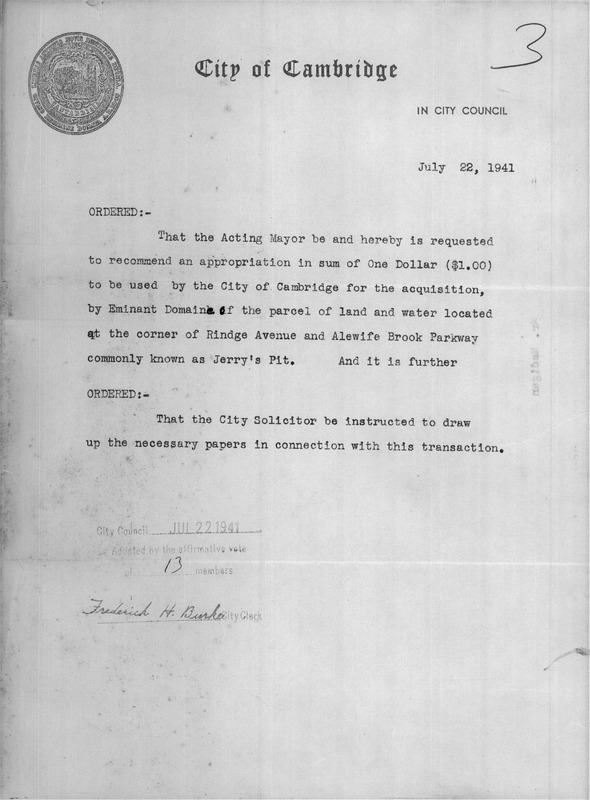 3
City of Cambridge
IN CITY COUNCIL
July 22, 1941
ORDERED:-
That the Acting Mayor be and hereby is requested
to recommend an appropriation in sum of One Dollar ($1.00)
to be used by the City of Cambridge for the acquisition,
by Eminent Domain of the parcel of land and water located
at the corner of Rindge Avenue and Alewife Brook Parkway
commonly known as Jerry's Pit. And it is further
ORDERED:-
That the City Solicitor be instructed to draw
up the necessary papers in connection with this transaction.
City Council JUL 22 1941
Adopted by the affirmative vote
of 13 members
Frederick H. Burke City Clerk